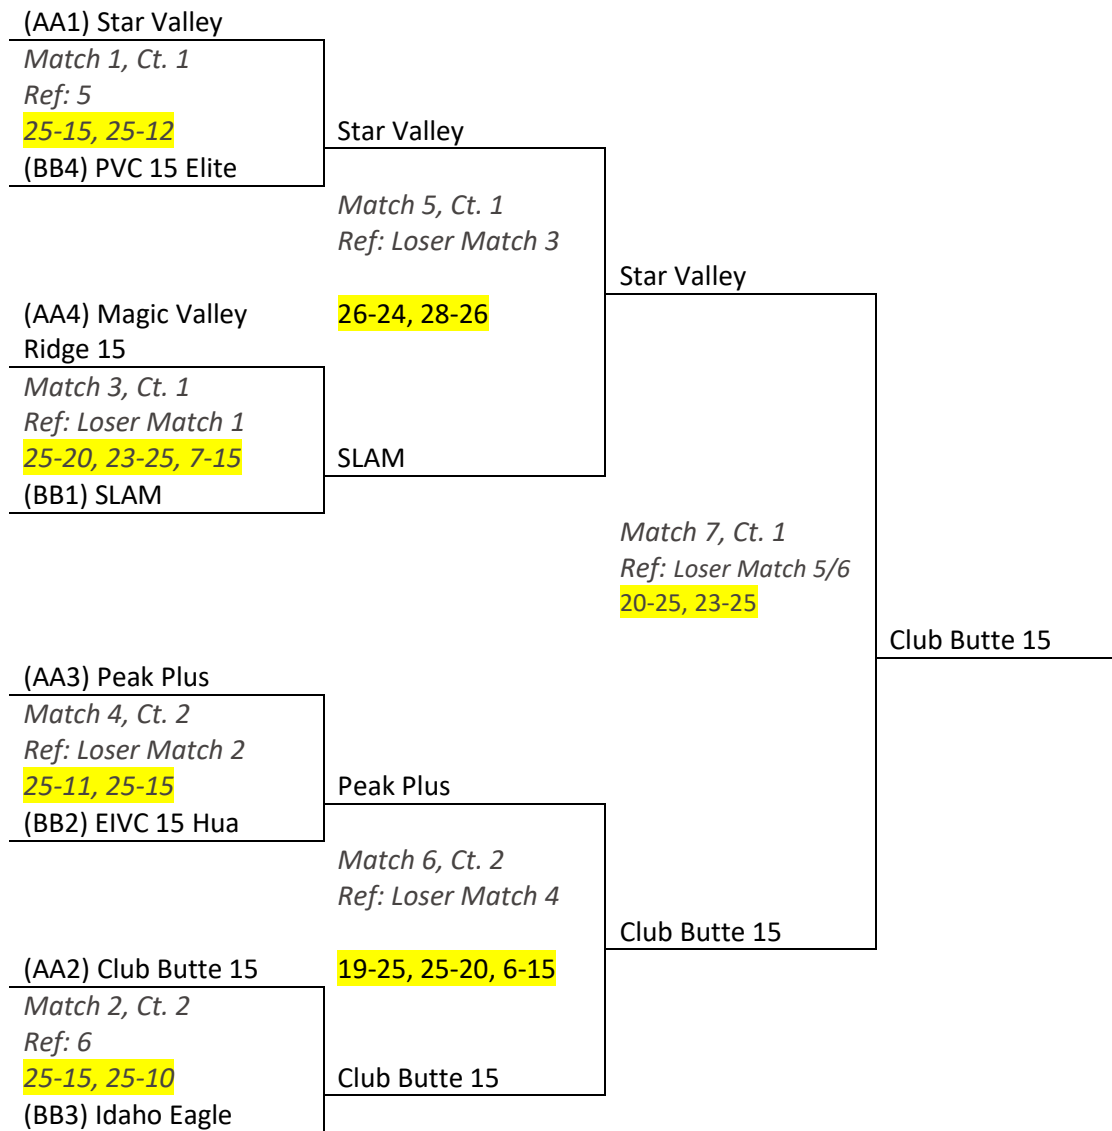 (AA1) Star Valley
Match 1, Ct. 1
Ref: 5
25-15, 25-12
(BB4) PVC 15 Elite
Star Valley
Match 5, Ct. 1
Ref: Loser Match 3
26-24, 28-26
Star Valley
(AA4) Magic Valley
Ridge 15
Match 3, Ct. 1
Ref: Loser Match 1
25-20, 23-25, 7-15
(BB1) SLAM
SLAM
Match 7, Ct. 1
Ref: Loser Match 5/6
20-25, 23-25
Club Butte 15
(AA3) Peak Plus
Match 4, Ct. 2
Ref: Loser Match 2
25-11, 25-15
(BB2) EIVC 15 Hua
Peak Plus
Match 6, Ct. 2
Ref: Loser Match 4
19-25, 25-20, 6-15
Club Butte 15
(AA2) Club Butte 15
Match 2, Ct. 2
Ref: 6
25-15, 25-10
(BB3) Idaho Eagle
Club Butte 15